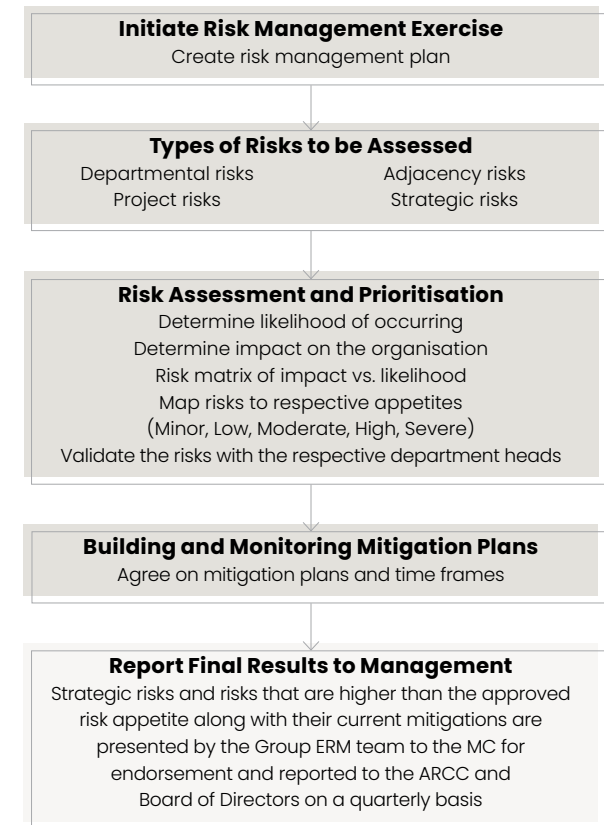 Initiate Risk Management Exercise
Create risk management plan
Types of Risks to be Assessed
Departmental risks Adjacency risks
Project risks Strategic risks
Risk Assessment and Prioritisation
Determine likelihood of occurring
Determine impact on the organisation
Risk matrix of impact vs. likelihood
Map risks to respective appetites
(Minor, Low, Moderate, High, Severe)
Validate the risks with the respective department heads
Building and Monitoring Mitigation Plans
Agree on mitigation plans and time frames
Report Final Results to Management
Strategic risks and risks that are higher than the approved
risk appetite along with their current mitigations are
presented by the Group ERM team to the MC for
endorsement and reported to the ARCC and
Board of Directors on a quarterly basis